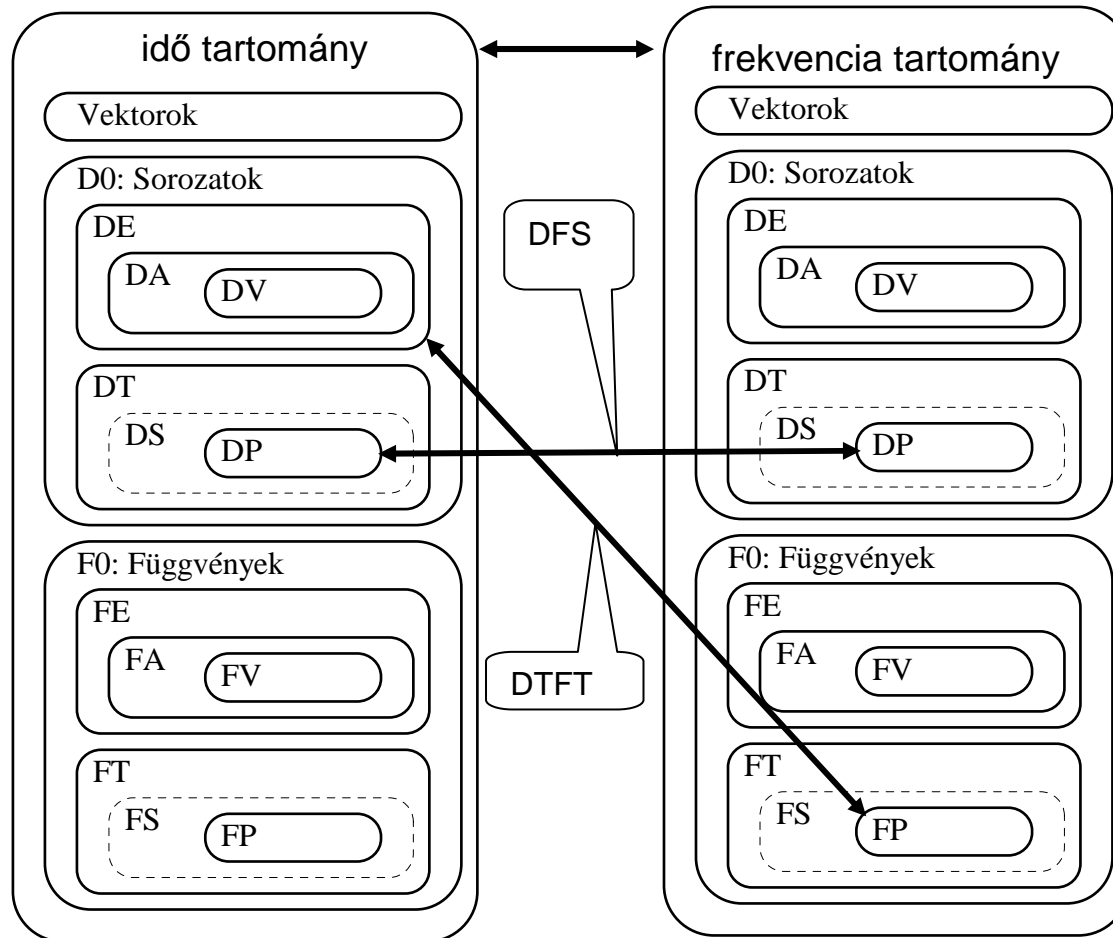 idő tartomány
Vektorok
D0: Sorozatok
DE
DA
DV
DT
DS
DP
F0: Függvények
FE
FA
FV
FT
FS
FP
DFS
DTFT
frekvencia tartomány
Vektorok
D0: Sorozatok
DE
DA
DV
DT
DS
DP
F0: Függvények
FE
FA
FV
FT
FS
FP